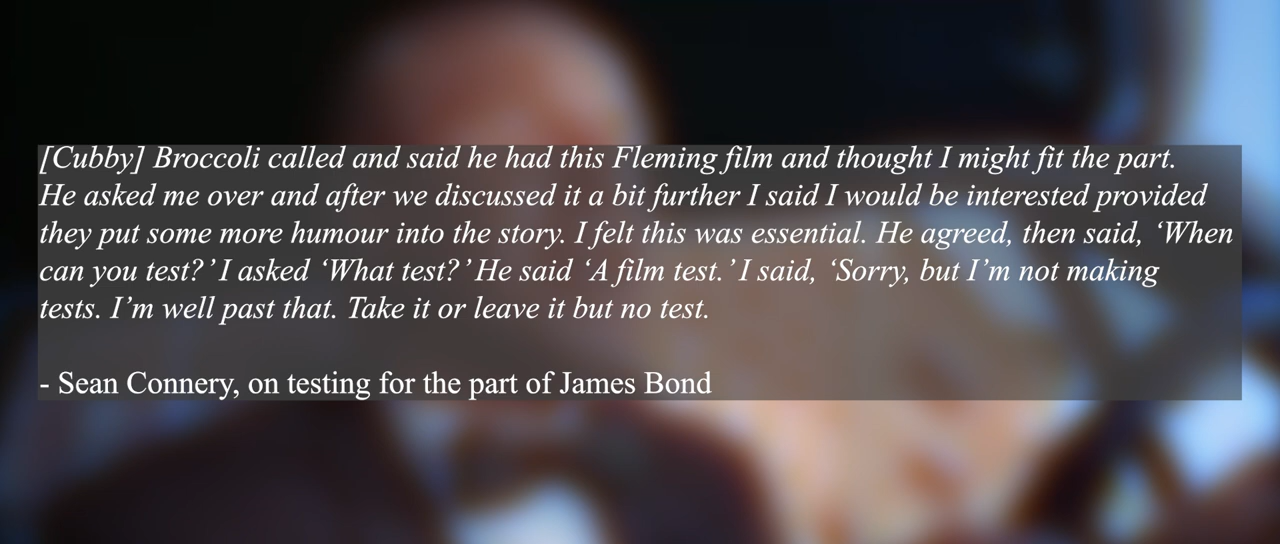 [Cubby] Broccoli called and said he had this Fleming film and thought I might fit the part.
He asked me over and after we discussed it a bit further I said I would be interested provided
they put some more humour into the story. I felt this was essential. He agreed, then said, ‘When
can you test?’ I asked ‘What test?’ He said ‘A film test.’ I said, ‘Sorry, but I’m not making
tests. I’m well past that. Take it or leave it but no test.
- Sean Connery, on testing for the part of James Bond